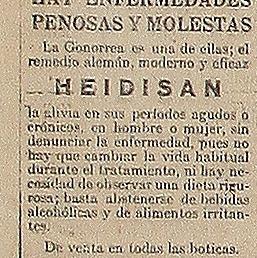 HAY ENFERMEDADES
PENOSAS Y MOLESTAS
La Gonorrea es una de ellas; el
remedio alemán, moderno y eficaz
HEIDISAN
la alivia en sus períodos agudos o
crónicos, en hombre o mujer, sin
denunciar la enfermedad, pues no
hay que cambiar la vida habitual
durante el tratamiento, ni hay ne-
cesidad de observar una dieta rigu-
rosa; basta abstenerse de bebidas
alcohólicas y de alimentos irritan-
tes.
De venta en todas las boticas.